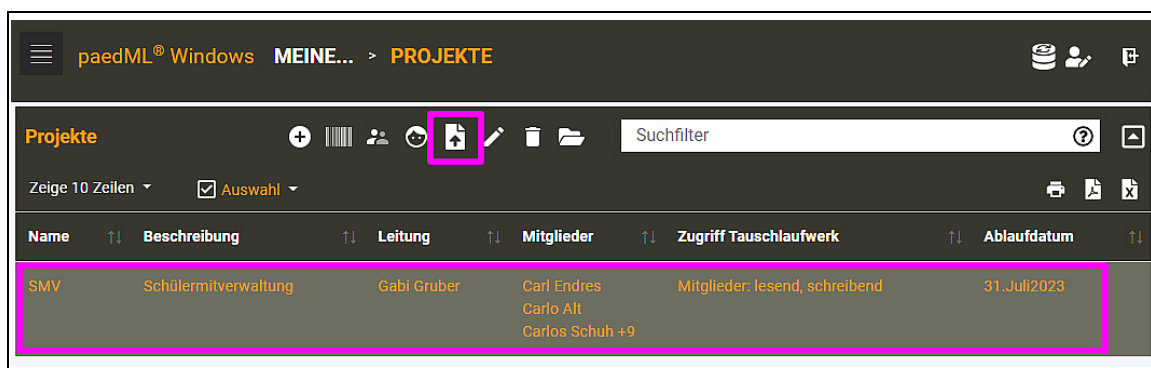 paedML® Windows MEINE... > PROJEKTE
Projekte Suchfilter
Zeige 10 Zeilen Auswahl
Name Beschreibung Leitung Mitglieder Zugriff Tauschlaufwerk Ablaufdatum
SMV Schülermitverwaltung Gabi Gruber Carl Endres Mitglieder: lesend, schreibend 31.Juli2023
Carlo Alt
Carlos Schuh +9